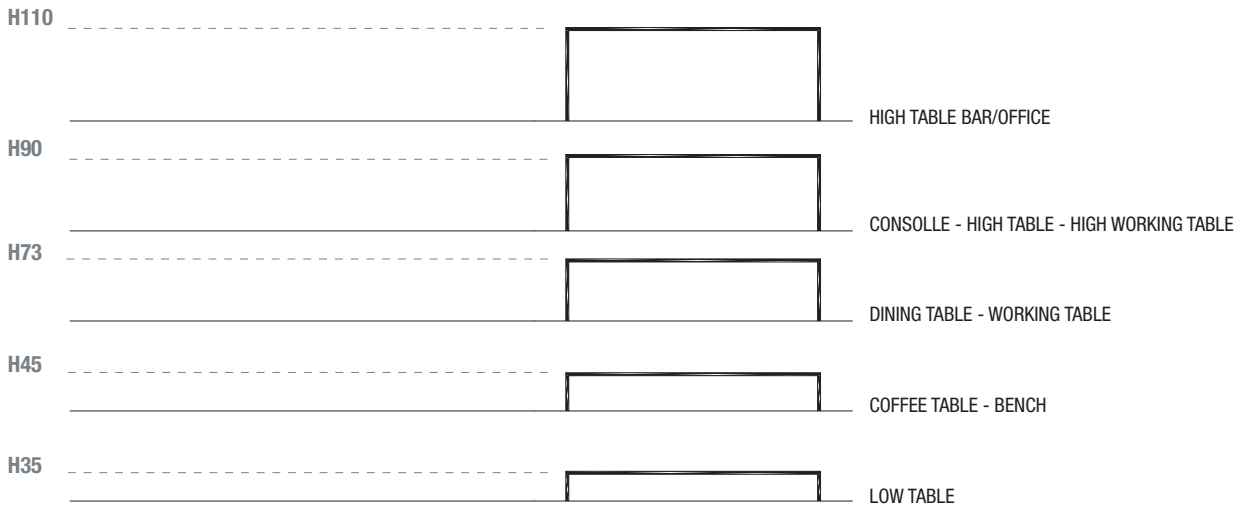 H110
HIGH TABLE BAR/OFFICE
H90
CONSOLLE - HIGH TABLE - HIGH WORKING TABLE
H73
DINING TABLE - WORKING TABLE
H45
COFFEE TABLE - BENCH
H35
LOW TABLE